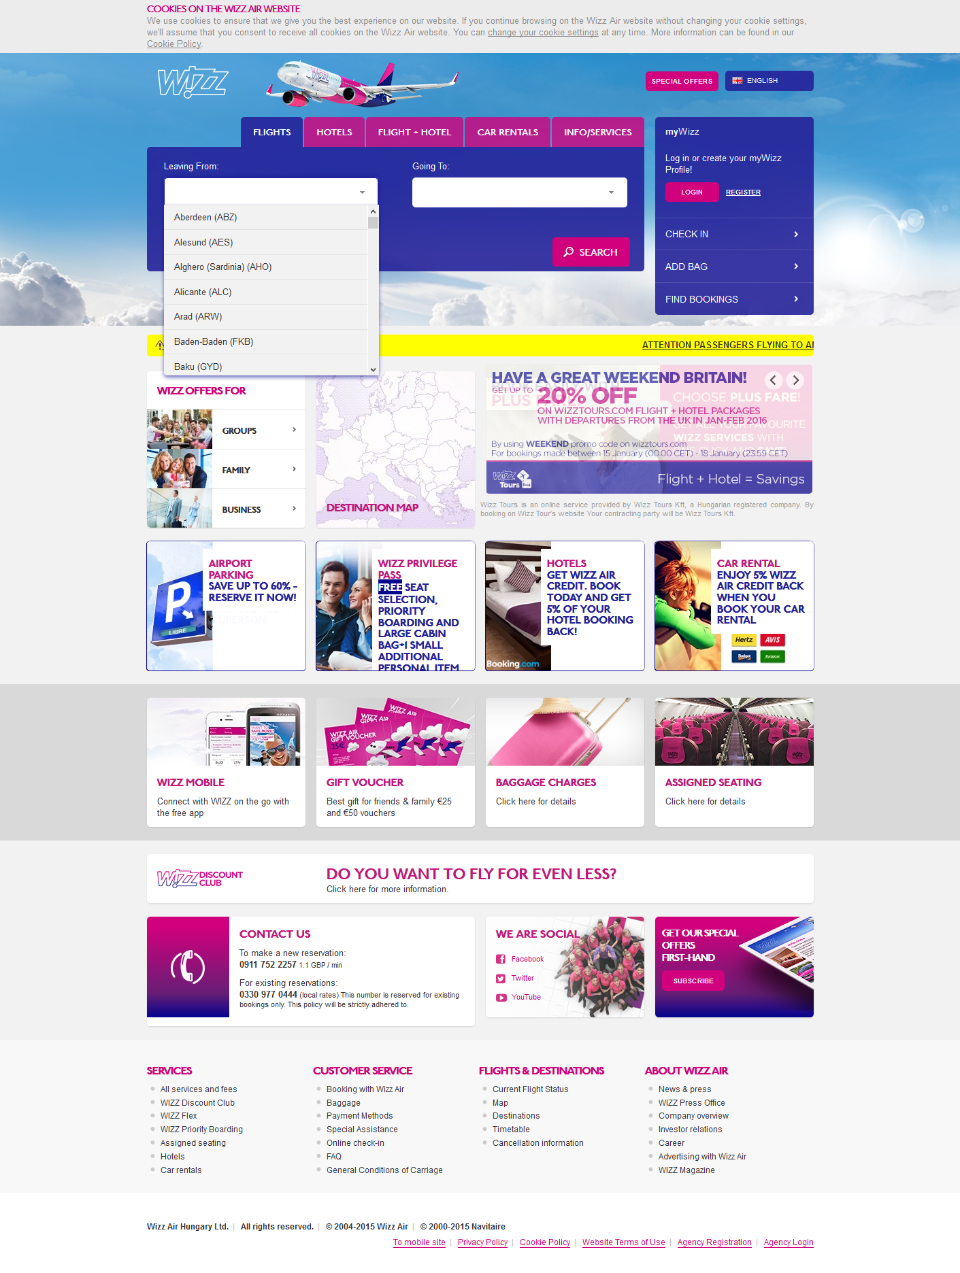 COOKIES ON THE WIZZ AIR WEBSITE
We use cookies to ensure that we give you the best experience on our website. If you continue browsing on the Wizz Air website without changing your cookie settings,
we'll assume that you consent to receive all cookies on the Wizz Air website. You can change your cookie settings at any time. More information can be found in our
Cookie Policy.
WIZZ
SPECIAL OFFERS
ENGLISH
FLIGHTS
HOTELS
FLIGHT + HOTEL
CAR RENTALS
INFO/SERVICES
Leaving From:
Going To:
Aberdeen (ABZ)
Alesund (AES)
Alghero (Sardinia) (AHO)
Alicante (ALC)
Arad (ARW)
Baden-Baden (FKB)
Baku (GYD)
SEARCH
myWizz
Log in or create your myWizz
Profile!
LOGIN
REGISTER
CHECK IN
ADD BAG
FIND BOOKINGS
ATTENTION PASSENGERS FLYING TO
WIZZ OFFERS FOR
GROUPS
FAMILY
BUSINESS
DESTINATION MAP
HAVE A GREAT WEEKEND BRITAIN!
GET UP TO 20% OFF
CHOOSE PLUS FARE!
ON WIZZTOURS.COM FLIGHT + HOTEL PACKAGES
WITH DEPARTURES FROM THE UK IN JAN-FEB 2016
By using WEEKEND promo code on wizztours.com
For bookings made between 15 January (00.00 CET) - 18 January (23:59 CET)
WIZZ Tours
Flight + Hotel = Savings
Wizz Tours is an online service provided by Wizz Tours Kft, a Hungarian registered company. By
booking on Wizz Tour's website Your contracting party will be Wizz Tours Kft.
AIRPORT
PARKING
SAVE UP TO 60% –
RESERVE IT NOW!
P
LIBRE
WIZZ PRIVILEGE
PASS
FREE SEAT
SELECTION,
PRIORITY
BOARDING AND
LARGE CABIN
BAG+1 SMALL
ADDITIONAL
PERSONAL ITEM
HOTELS
GET WIZZ AIR
CREDIT. BOOK
TODAY AND GET
5% OF YOUR
HOTEL BOOKING
BACK!
Booking.com
CAR RENTAL
ENJOY 5% WIZZ
AIR CREDIT BACK
WHEN YOU
BOOK YOUR CAR
RENTAL
Hertz
AVIS
WIZZ MOBILE
Connect with WIZZ on the go with
the free app
WIZZ AIR
GIFT VOUCHER
GIFT VOUCHER
Best gift for friends & family €25
and €50 vouchers
BAGGAGE CHARGES
Click here for details
ASSIGNED SEATING
Click here for details
WIZZ DISCOUNT
CLUB
DO YOU WANT TO FLY FOR EVEN LESS?
Click here for more information.
CONTACT US
To make a new reservation:
0911 752 2257 1.1 GBP / min
For existing reservations:
0330 977 0444 (local rates) This number is reserved for existing
bookings only. This policy will be strictly adhered to.
WE ARE SOCIAL
Facebook
Twitter
YouTube
GET OUR SPECIAL
OFFERS
FIRST-HAND
SUBSCRIBE
SERVICES
All services and fees
WIZZ Discount Club
WIZZ Flex
WIZZ Priority Boarding
Assigned seating
Hotels
Car rentals
CUSTOMER SERVICE
Booking with Wizz Air
Baggage
Payment Methods
Special Assistance
Online check-in
FAQ
General Conditions of Carriage
FLIGHTS & DESTINATIONS
Current Flight Status
Map
Destinations
Timetable
Cancellation information
ABOUT WIZZ AIR
News & press
WIZZ Press Office
Company overview
Investor relations
Career
Advertising with Wizz Air
WIZZ Magazine
Wizz Air Hungary Ltd. | All rights reserved. | © 2004-2015 Wizz Air | © 2000-2015 Navitaire
To mobile site | Privacy Policy | Cookie Policy | Website Terms of Use | Agency Registration | Agency Login